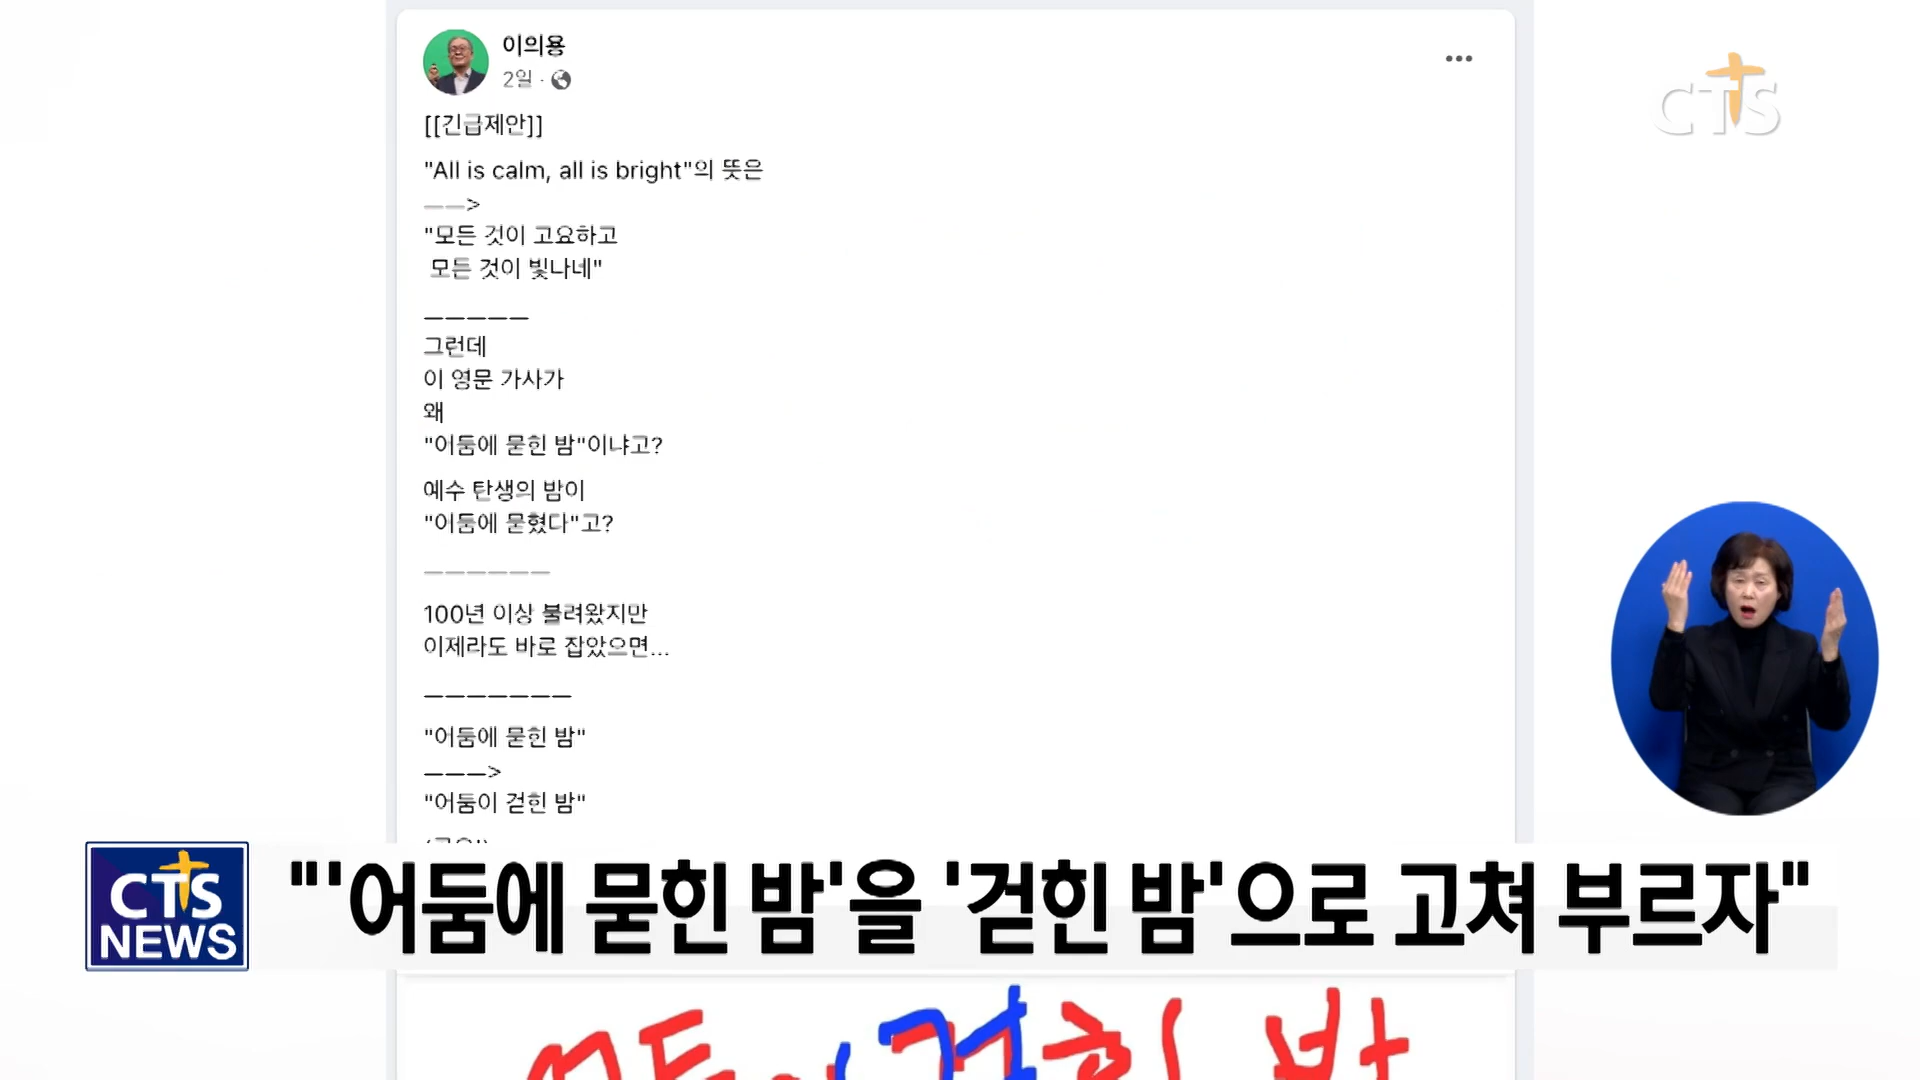 이의용
2일 ·
[[긴급제안]]
"All is calm, all is bright"의 뜻은
——>
"모든 것이 고요하고
모든 것이 빛나네"
—————
그런데
이 영문 가사가
왜
"어둠에 묻힌 밤"이냐고?
예수 탄생의 밤이
"어둠에 묻혔다"고?
——————
100년 이상 불려왔지만
이제라도 바로 잡았으면...
———————
"어둠에 묻힌 밤"
———>
"어둠이 걷힌 밤"
CTS
CTS
NEWS
"'어둠에 묻힌 밤'을 '걷힌 밤'으로 고쳐 부르자"
걷힌 밤